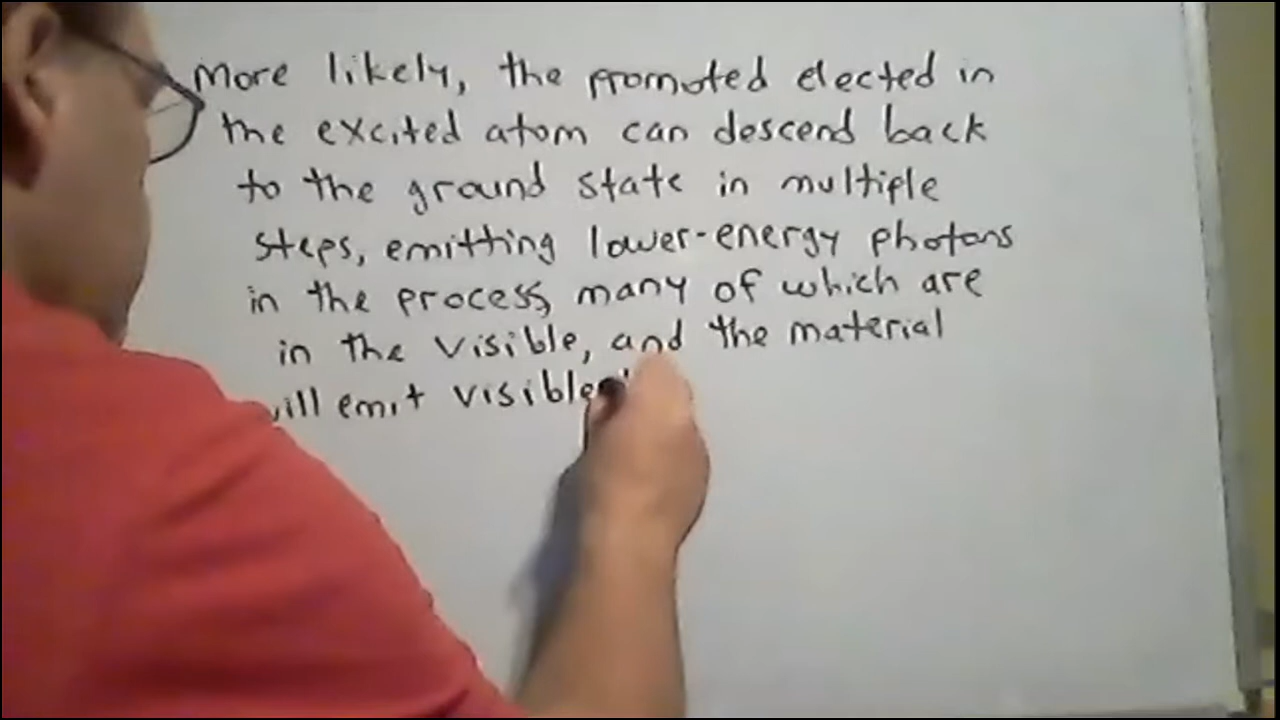 More likely, the promoted elected in
the excited atom can descend back
to the ground state in multiple
steps, emitting lower-energy photons
in the process, many of which are
in the visible, and the material
will emit visible